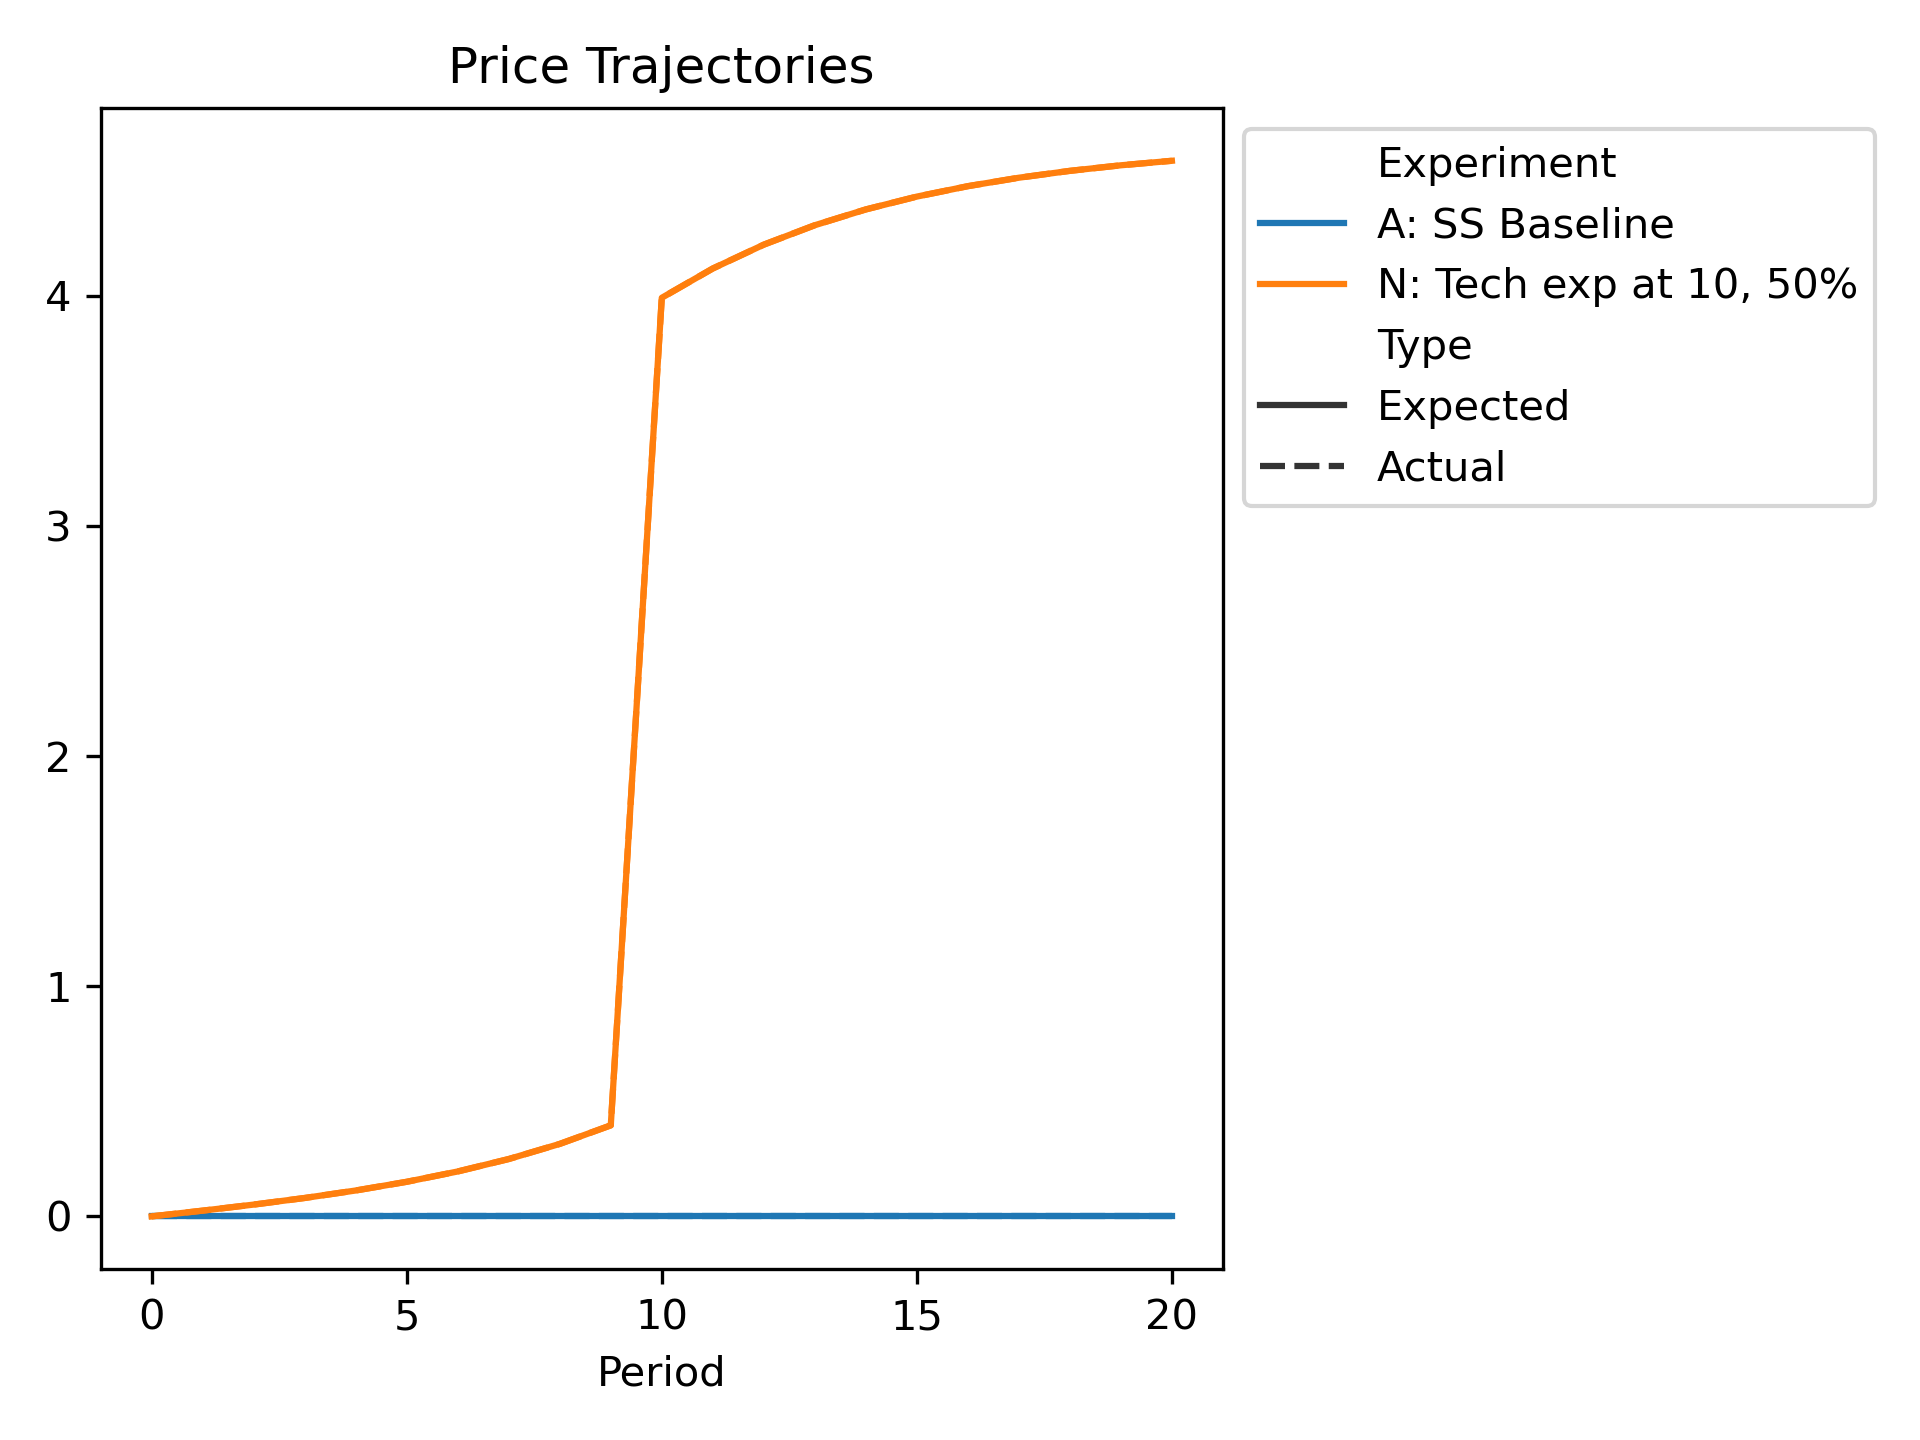 Price Trajectories
Experiment
A: SS Baseline
N: Tech exp at 10, 50%
Type
Expected
Actual
4
3
2
1
0
0 5 10 15 20
Period